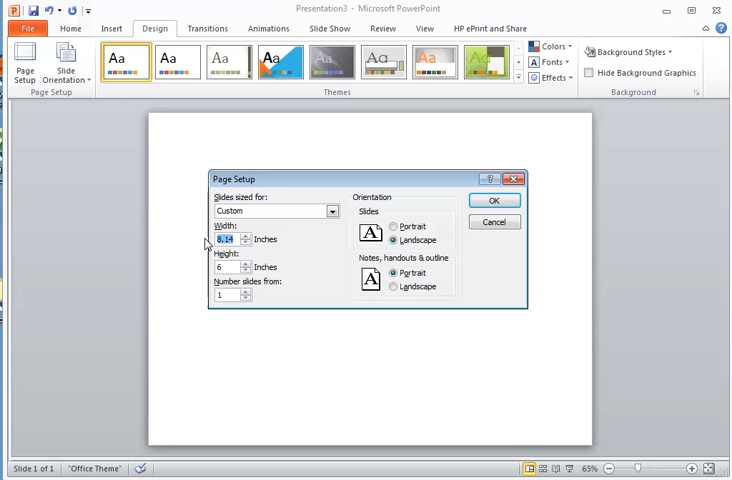 Presentation3 - Microsoft PowerPoint
File Home Insert Design Transitions Animations Slide Show Review View HP ePrint and Share
Page Setup
Slide Orientation
Aa Aa Aa Aa Aa Aa Aa Aa
Colors
Fonts
Effects
Background Styles
Hide Background Graphics
Page Setup Themes Background
Page Setup
Slides sized for:
Custom
Width:
8.14 Inches
Height:
6 Inches
Number slides from:
1
Orientation
Slides
A Portrait
Landscape
Notes, handouts & outline
A Portrait
Landscape
OK
Cancel
Slide 1 of 1 "Office Theme" 65%